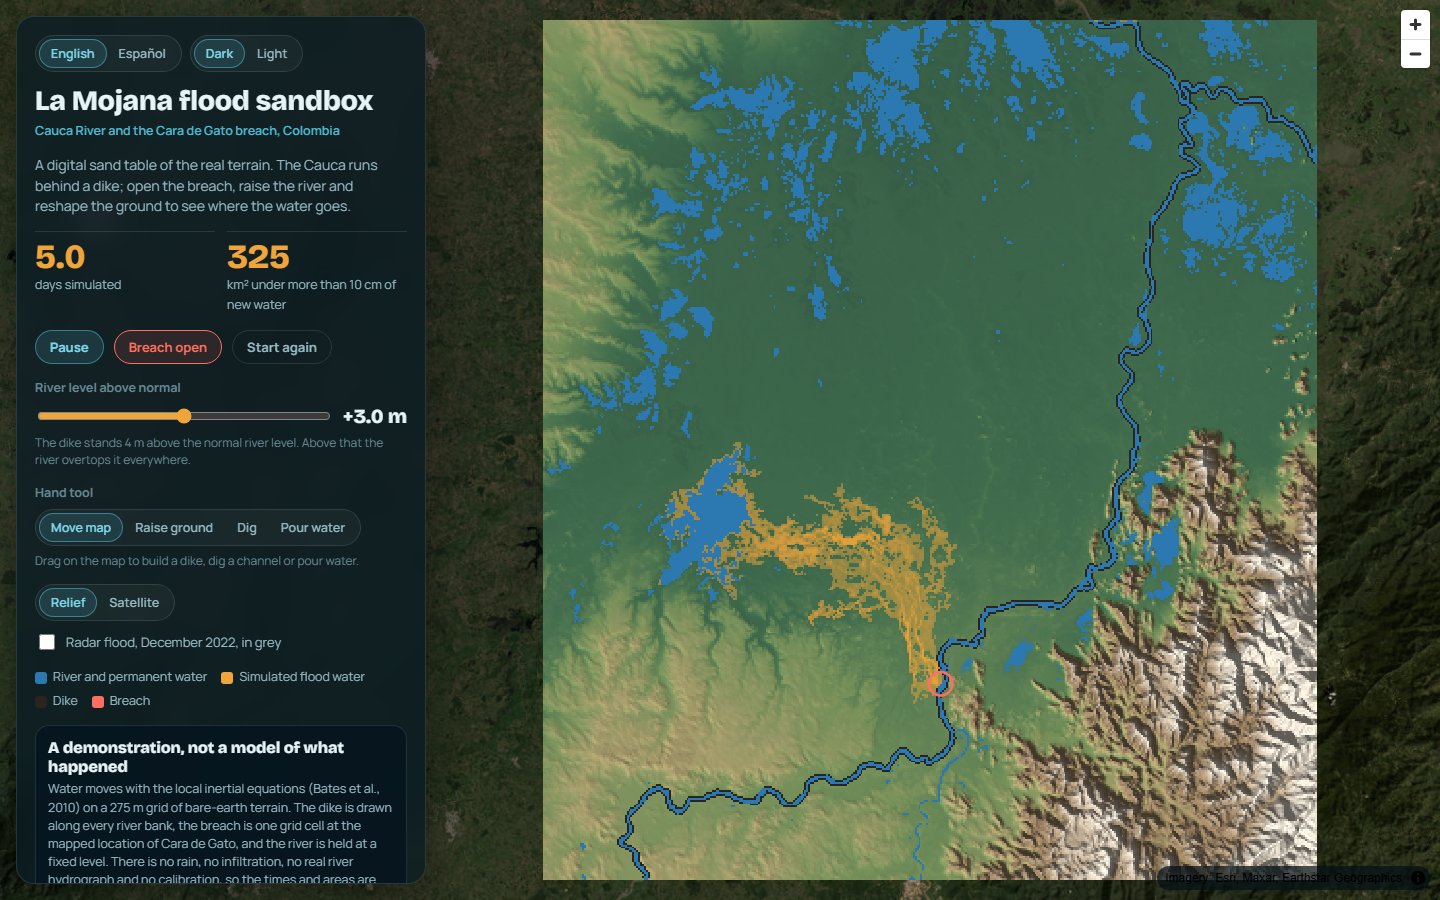 English Español Dark Light
La Mojana flood sandbox
Cauca River and the Cara de Gato breach, Colombia
A digital sand table of the real terrain. The Cauca runs
behind a dike; open the breach, raise the river and
reshape the ground to see where the water goes.
5.0 325
days simulated km² under more than 10 cm of
new water
Pause Breach open Start again
River level above normal
+3.0 m
The dike stands 4 m above the normal river level. Above that the
river overtops it everywhere.
Hand tool
Move map Raise ground Dig Pour water
Drag on the map to build a dike, dig a channel or pour water.
Relief Satellite
Radar flood, December 2022, in grey
River and permanent water Simulated flood water
Dike Breach
A demonstration, not a model of what
happened
Water moves with the local inertial equations (Bates et al.,
2010) on a 275 m grid of bare-earth terrain. The dike is drawn
along every river bank, the breach is one grid cell at the
mapped location of Cara de Gato, and the river is held at a
fixed level. There is no rain, no infiltration, no real river
hydrograph and no calibration, so the times and areas are
+
−
Imagery: Esri, Maxar, Earthstar Geographics